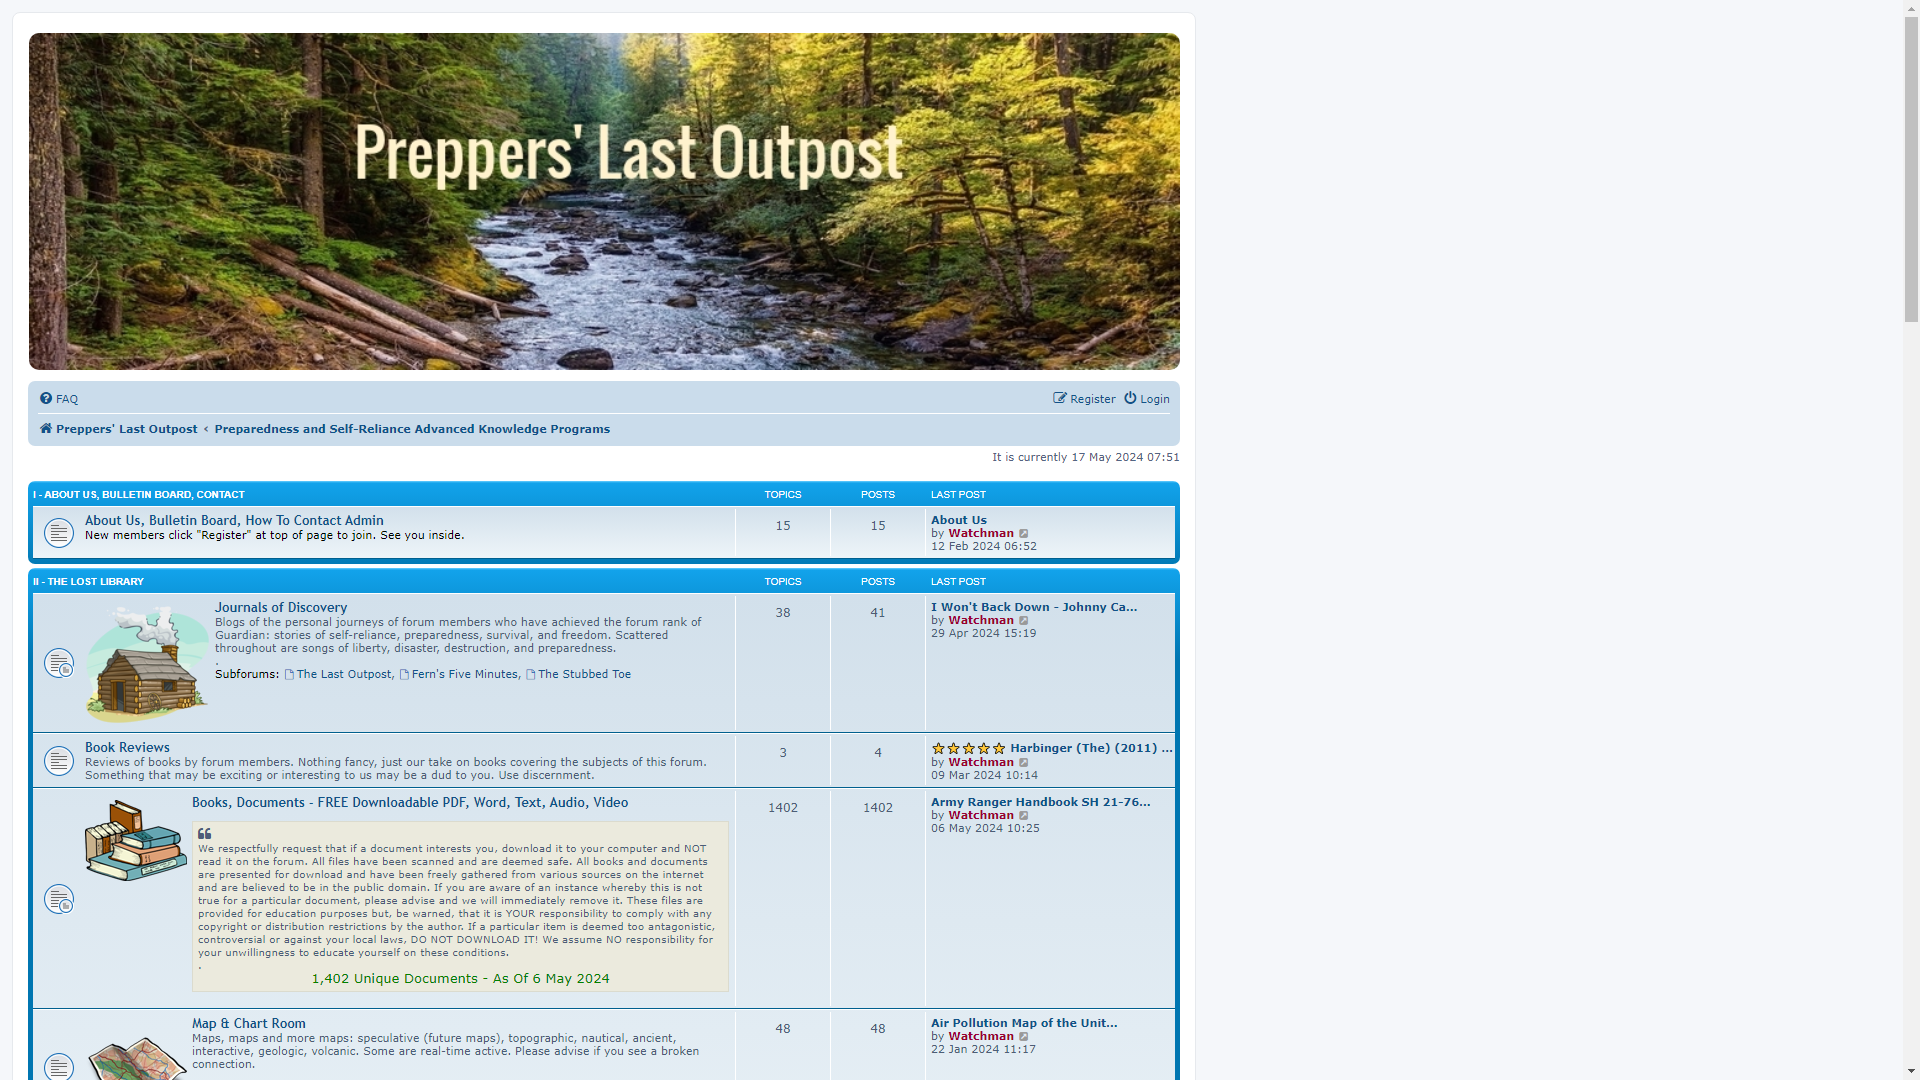 Preppers' Last Outpost
FAQ
Register
Login
Preppers' Last Outpost ‹ Preparedness and Self-Reliance Advanced Knowledge Programs
It is currently 17 May 2024 07:51
I - ABOUT US, BULLETIN BOARD, CONTACT
TOPICS
POSTS
LAST POST
About Us, Bulletin Board, How To Contact Admin
New members click "Register" at top of page to join. See you inside.
15
15
About Us
by Watchman
12 Feb 2024 06:52
II - THE LOST LIBRARY
TOPICS
POSTS
LAST POST
Journals of Discovery
Blogs of the personal journeys of forum members who have achieved the forum rank of
Guardian: stories of self-reliance, preparedness, survival, and freedom. Scattered
throughout are songs of liberty, disaster, destruction, and preparedness.
.
Subforums: The Last Outpost, Fern's Five Minutes, The Stubbed Toe
38
41
I Won't Back Down - Johnny Ca...
by Watchman
29 Apr 2024 15:19
Book Reviews
Reviews of books by forum members. Nothing fancy, just our take on books covering the subjects of this forum.
Something that may be exciting or interesting to us may be a dud to you. Use discernment.
3
4
Harbinger (The) (2011) ...
by Watchman
09 Mar 2024 10:14
Books, Documents - FREE Downloadable PDF, Word, Text, Audio, Video
We respectfully request that if a document interests you, download it to your computer and NOT
read it on the forum. All files have been scanned and are deemed safe. All books and documents
are presented for download and have been freely gathered from various sources on the internet
and are believed to be in the public domain. If you are aware of an instance whereby this is not
true for a particular document, please advise and we will immediately remove it. These files are
provided for education purposes but, be warned, that it is YOUR responsibility to comply with any
copyright or distribution restrictions by the author. If a particular item is deemed too antagonistic,
controversial or against your local laws, DO NOT DOWNLOAD IT! We assume NO responsibility for
your unwillingness to educate yourself on these conditions.
.
1,402 Unique Documents - As Of 6 May 2024
1402
1402
Army Ranger Handbook SH 21-76...
by Watchman
06 May 2024 10:25
Map & Chart Room
Maps, maps and more maps: speculative (future maps), topographic, nautical, ancient,
interactive, geologic, volcanic. Some are real-time active. Please advise if you see a broken
connection.
48
48
Air Pollution Map of the Unit...
by Watchman
22 Jan 2024 11:17